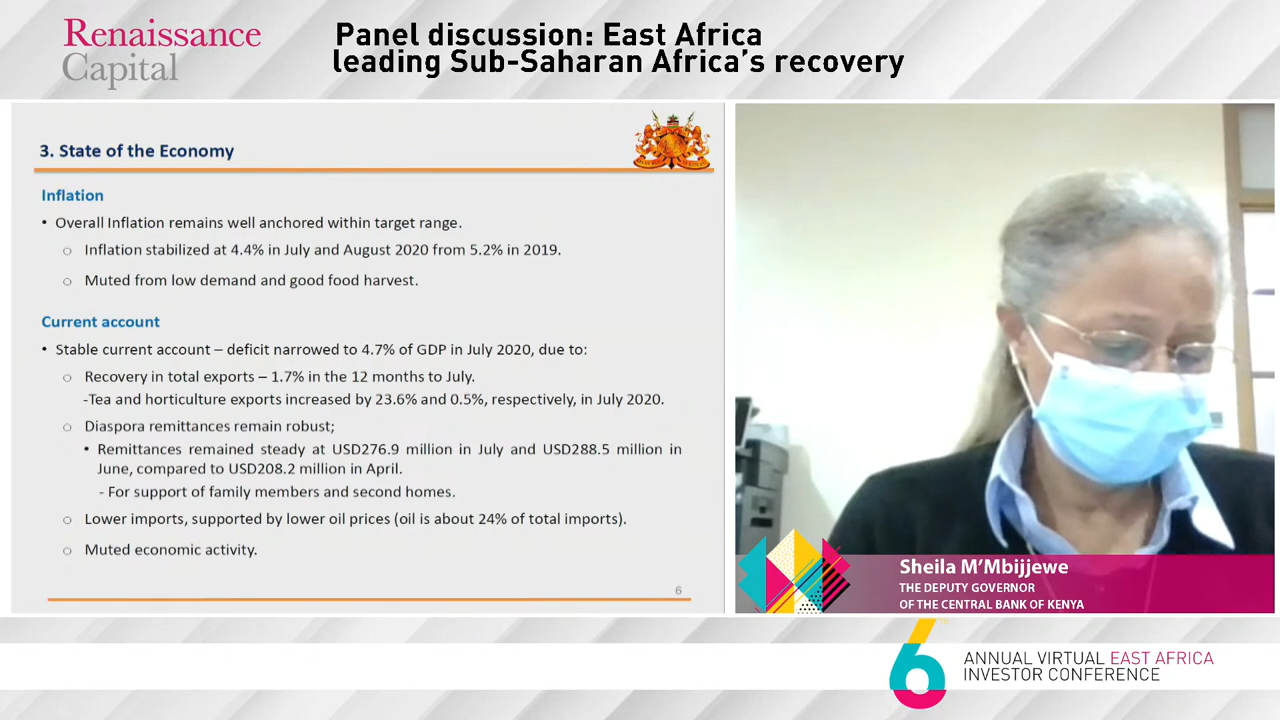 Renaissance
Capital
Panel discussion: East Africa
leading Sub-Saharan Africa's recovery
3. State of the Economy
Inflation
• Overall Inflation remains well anchored within target range.
o Inflation stabilized at 4.4% in July and August 2020 from 5.2% in 2019.
o Muted from low demand and good food harvest.
Current account
• Stable current account – deficit narrowed to 4.7% of GDP in July 2020, due to:
o Recovery in total exports – 1.7% in the 12 months to July.
-Tea and horticulture exports increased by 23.6% and 0.5%, respectively, in July 2020.
o Diaspora remittances remain robust;
• Remittances remained steady at USD276.9 million in July and USD288.5 million in
June, compared to USD208.2 million in April.
- For support of family members and second homes.
o Lower imports, supported by lower oil prices (oil is about 24% of total imports).
o Muted economic activity.
6
Sheila M'Mbijjewe
THE DEPUTY GOVERNOR
OF THE CENTRAL BANK OF KENYA
6TH
ANNUAL VIRTUAL EAST AFRICA
INVESTOR CONFERENCE